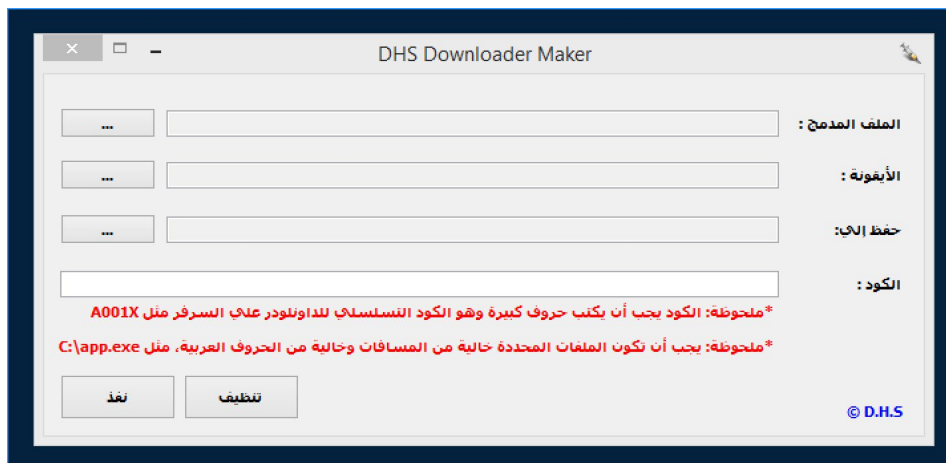 DHS Downloader Maker
الملف المدمج :
...
الأيقونة :
...
حفظ إلي:
...
الكود :
*ملحوظة: الكود يجب أن يكتب حروف كبيرة وهو الكود التسلسلي للداونلودر علي السرفر مثل A001X
*ملحوظة: يجب أن تكون الملفات المحددة خالية من المسافات وخالية من الحروف العربية، مثل C:\app.exe
تنظيف
نفذ
© D.H.S